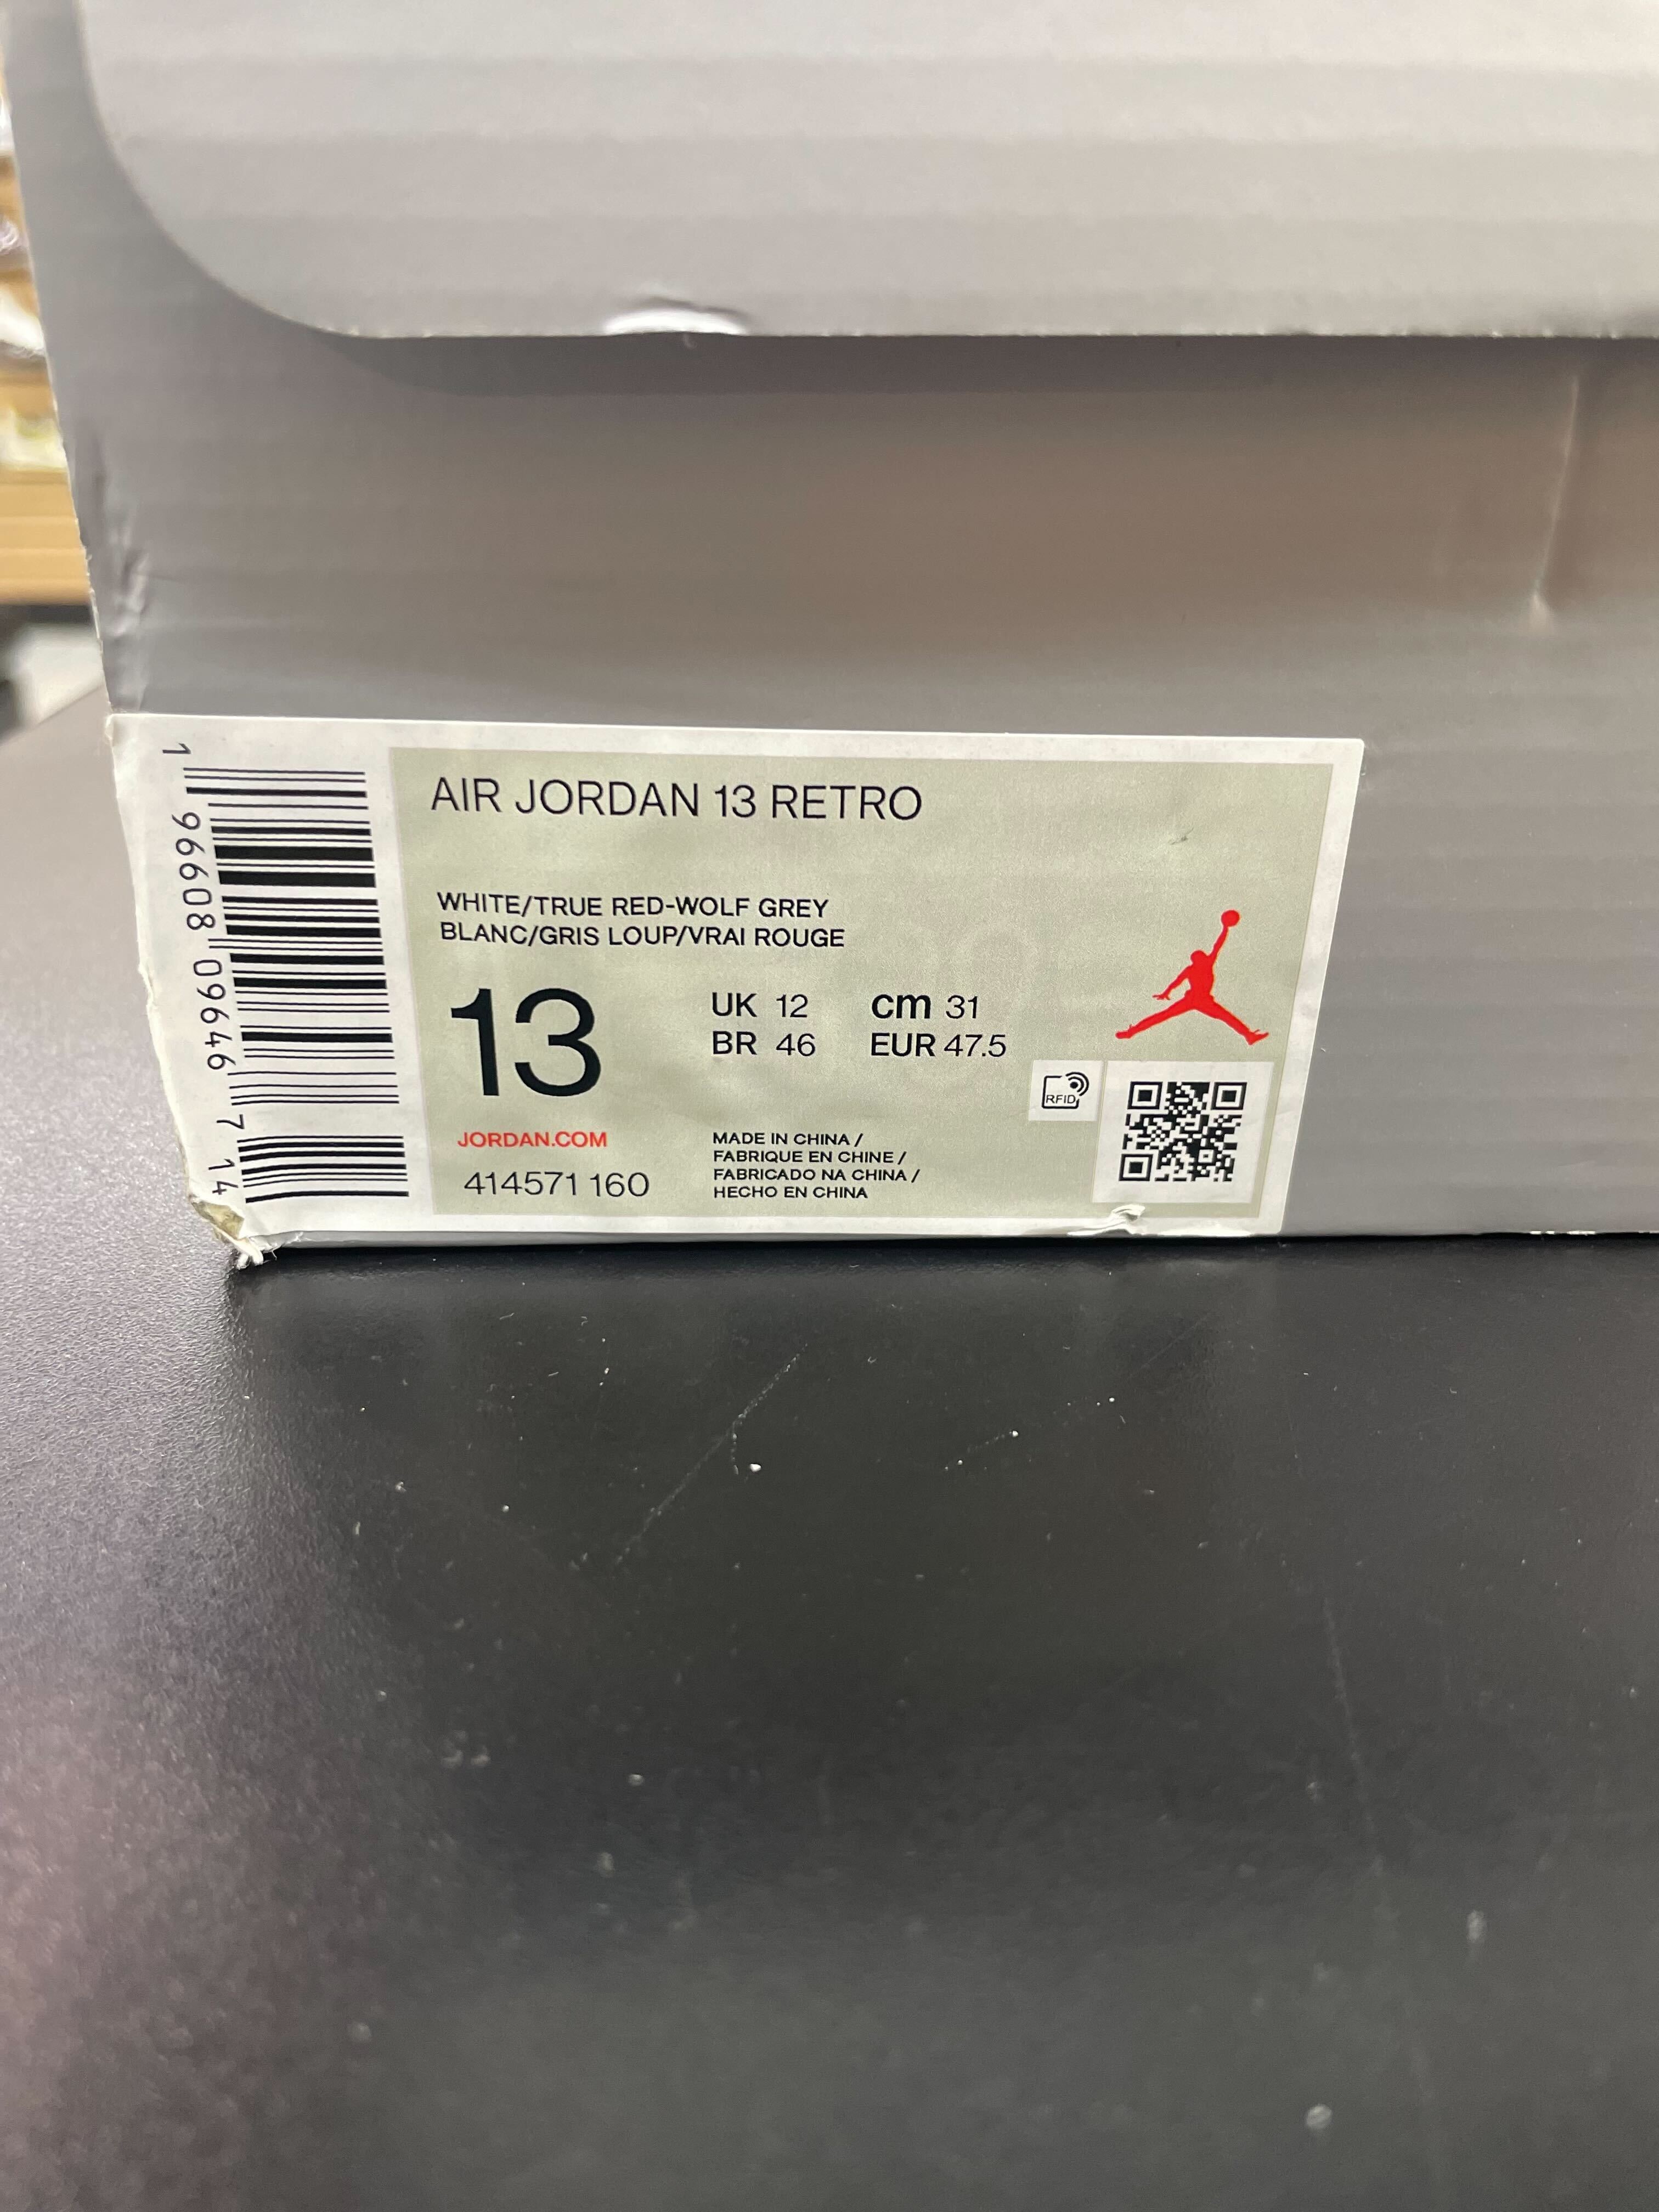 AIR JORDAN 13 RETRO
WHITE/TRUE RED-WOLF GREY
BLANC/GRIS LOUP/VRAI ROUGE
13
UK 12 cm 31
BR 46 EUR 47.5
RFID
JORDAN.COM
414571 160
MADE IN CHINA /
FABRIQUE EN CHINE /
FABRICADO NA CHINA /
HECHO EN CHINA
1 96608 09646 7 14